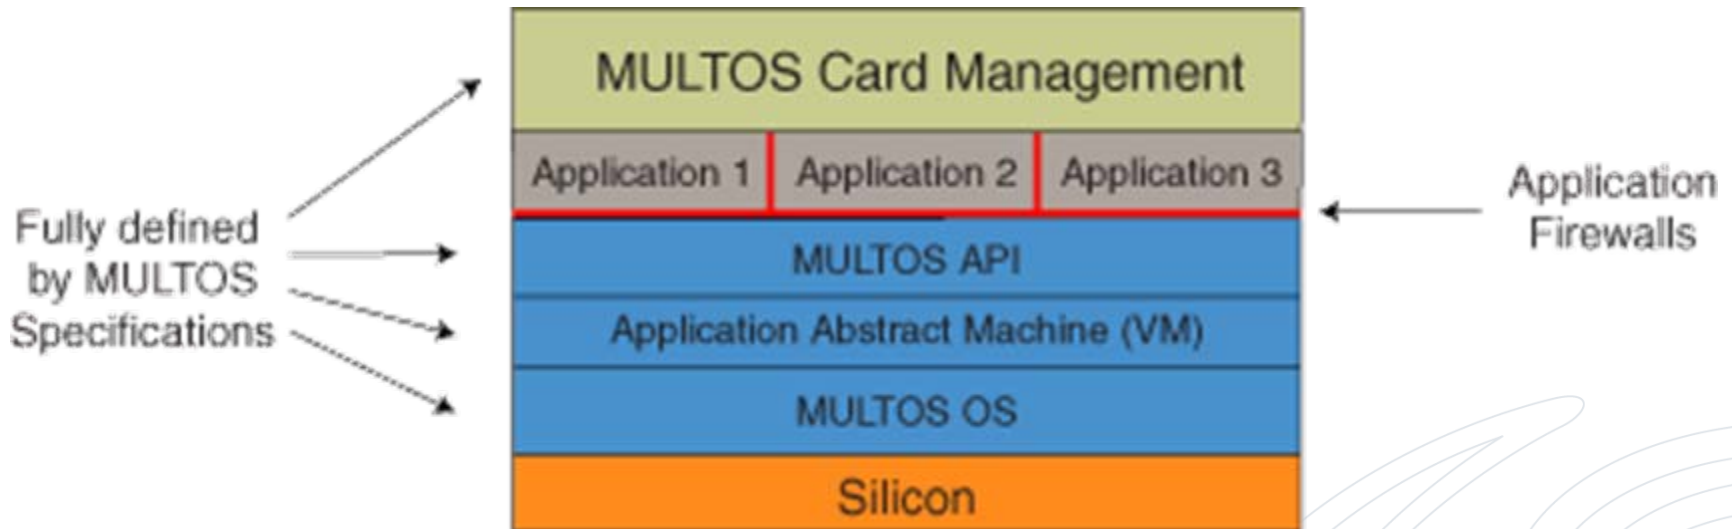 MULTOS Card Management
Application 1
Application 2
Application 3
Application
Firewalls
Fully defined
by MULTOS
Specifications
MULTOS API
Application Abstract Machine (VM)
MULTOS OS
Silicon